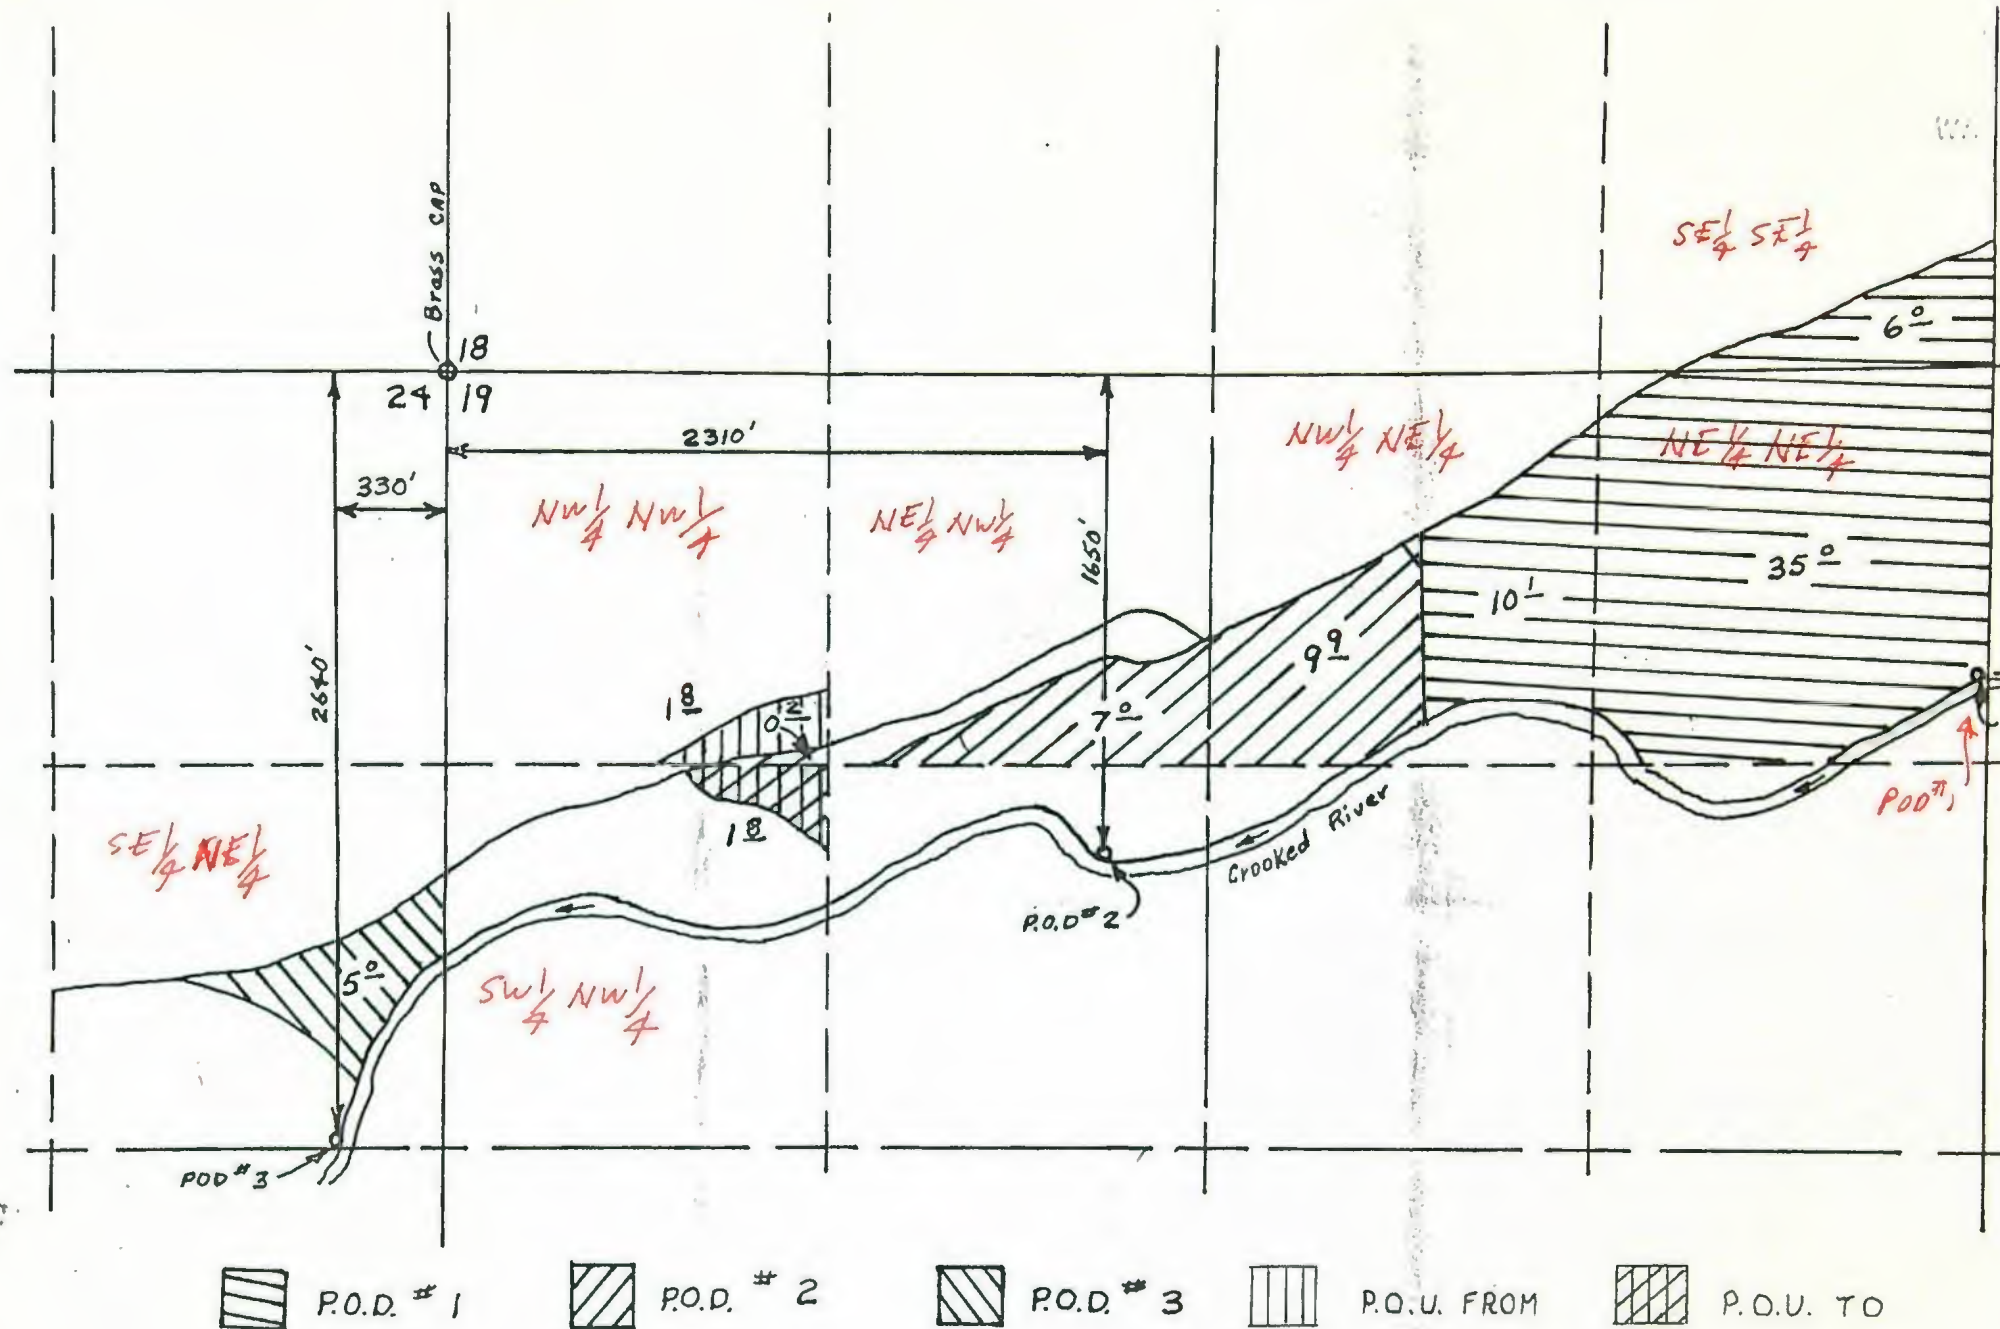 Brass CAP
18
24 19
SE1/4 SE1/4
6 0
2310'
330'
NW1/4 NE1/4
NE1/4 NE1/4
NW1/4 NW1/4
NE1/4 NW1/4
1650'
35 0
10 1
9 9
2640'
1 8
0 2
7 0
POD #1
1 8
SE1/4 NE1/4
Crooked River
P.O.D #2
5 0
SW1/4 NW1/4
POD #3
P.O.D. #1 P.O.D. #2 P.O.D. #3 P.O.U. FROM P.O.U. TO